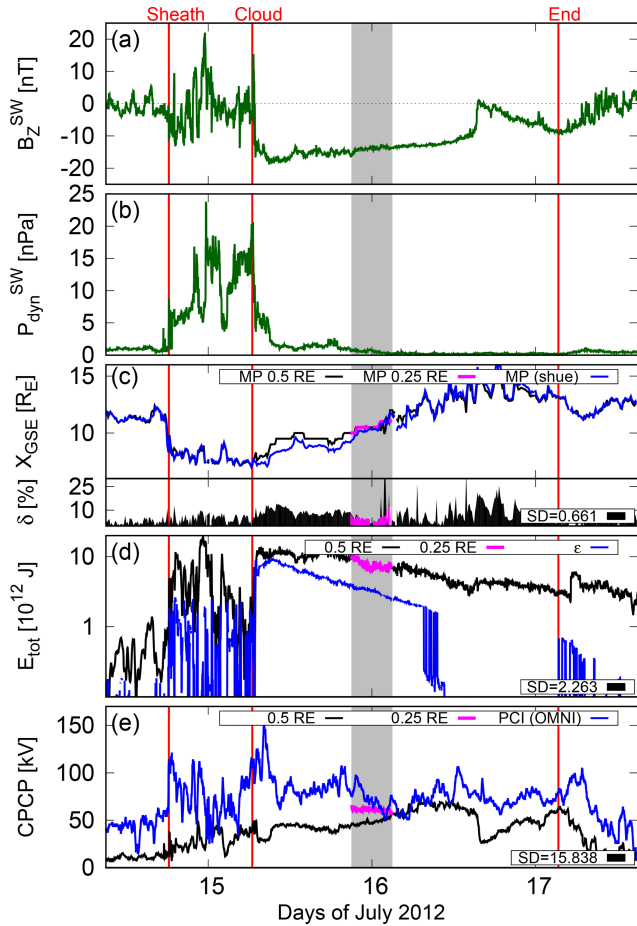 Sheath Cloud End
(a)
B_Z^SW [nT]
20
10
0
-10
-20
(b)
P_dyn^SW [nPa]
25
20
15
10
5
0
(c)
MP 0.5 RE MP 0.25 RE MP (shue)
X_GSE [R_E]
15
10
δ [%]
25
10
SD=0.661
(d)
0.5 RE 0.25 RE ε
E_tot [10^12 J]
10
1
SD=2.263
(e)
0.5 RE 0.25 RE PCI (OMNI)
CPCP [kV]
150
100
50
0
SD=15.838
15 16 17
Days of July 2012